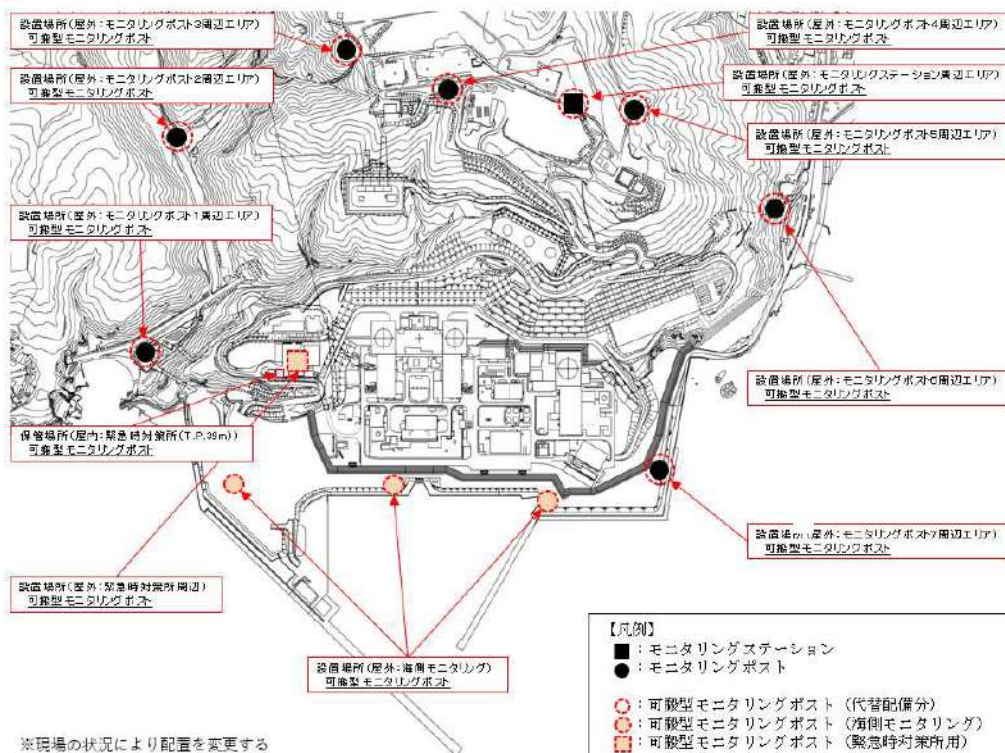 設置場所(屋外:モニタリングポスト3周辺エリア)
可搬型モニタリングポスト
設置場所(屋外:モニタリングポスト4周辺エリア)
可搬型モニタリングポスト
設置場所(屋外:モニタリングポスト2周辺エリア)
可搬型モニタリングポスト
設置場所(屋外:モニタリングステーション周辺エリア)
可搬型モニタリングポスト
設置場所(屋外:モニタリングポスト5周辺エリア)
可搬型モニタリングポスト
設置場所(屋外:モニタリングポスト1周辺エリア)
可搬型モニタリングポスト
設置場所(屋外:モニタリングポスト6周辺エリア)
可搬型モニタリングポスト
保管場所(屋内:緊急時対策所(T.P.39m))
可搬型モニタリングポスト
設置場所(屋外:モニタリングポスト7周辺エリア)
可搬型モニタリングポスト
設置場所(屋外:緊急時対策所周辺)
可搬型モニタリングポスト
設置場所(屋外:海側モニタリング)
可搬型モニタリングポスト
【凡例】
■:モニタリングステーション
●:モニタリングポスト
:可搬型モニタリングポスト(代替配備分)
:可搬型モニタリングポスト(海側モニタリング)
:可搬型モニタリングポスト(緊急時対策所用)
※現場の状況により配置を変更する